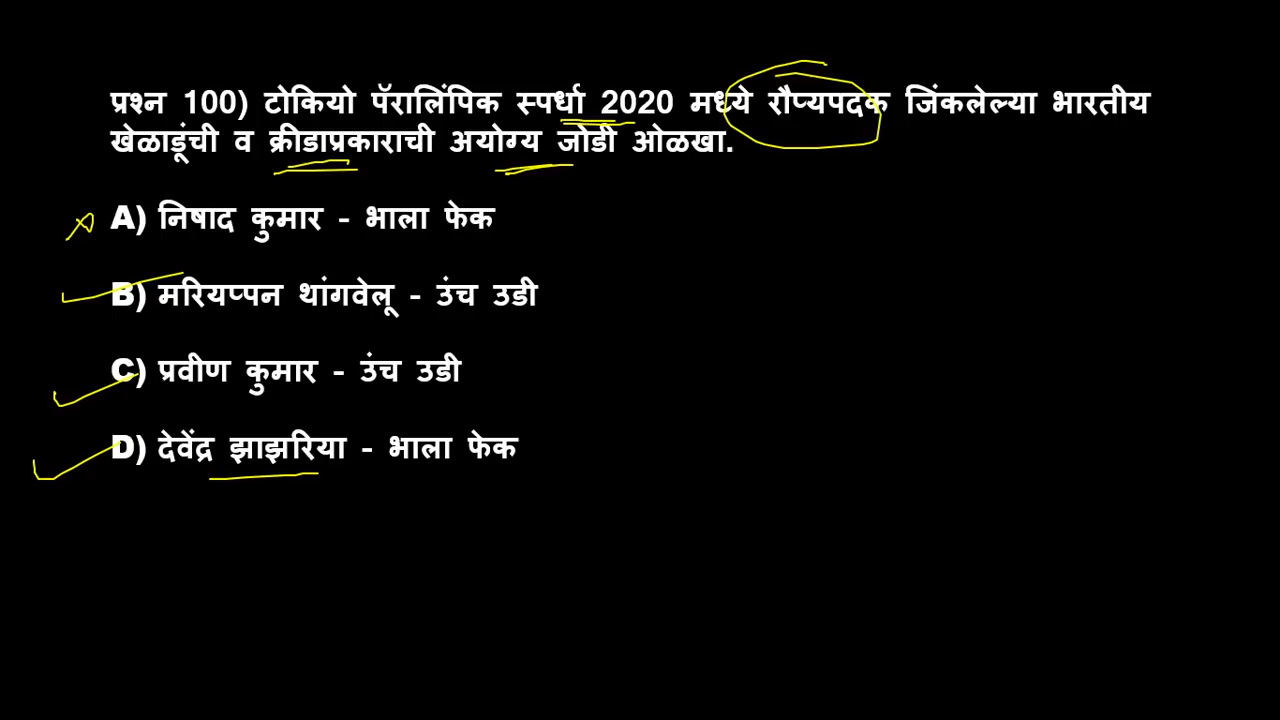 प्रश्न 100) टोकियो पॅरालिंपिक स्पर्धा 2020 मध्ये रौप्यपदक जिंकलेल्या भारतीय
खेळाडूंची व क्रीडाप्रकाराची अयोग्य जोडी ओळखा.
A) निषाद कुमार - भाला फेक
B) मरियप्पन थांगवेलू - उंच उडी
C) प्रवीण कुमार - उंच उडी
D) देवेंद्र झाझरिया - भाला फेक